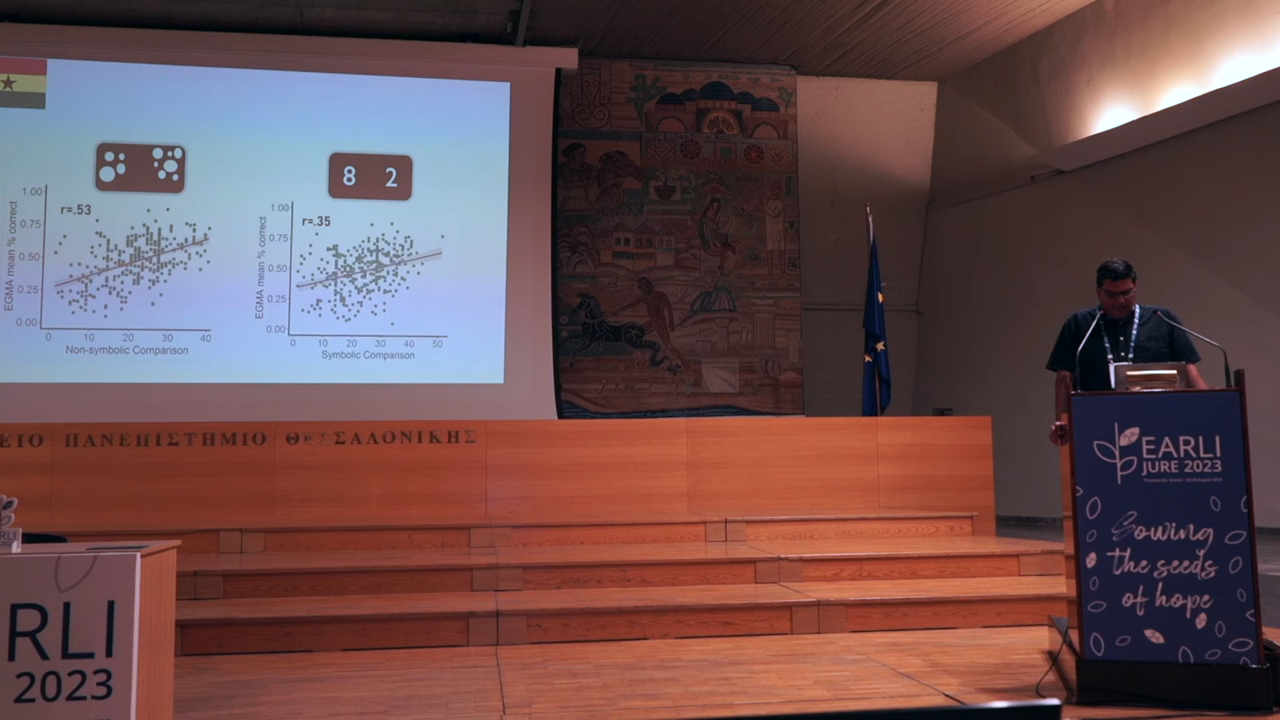 8 2
r=.53
EGMA mean % correct
1.00
0.75
0.50
0.25
0.00
0 10 20 30 40
Non-symbolic Comparison
r=.35
EGMA mean % correct
1.00
0.75
0.50
0.25
0.00
0 10 20 30 40 50
Symbolic Comparison
ΕΙΟ ΠΑΝΕΠΙΣΤΗΜΙΟ ΘΕΣΣΑΛΟΝΙΚΗΣ
RLI
RLI
2023
EARLI
JURE 2023
Sowing
the seeds
of hope